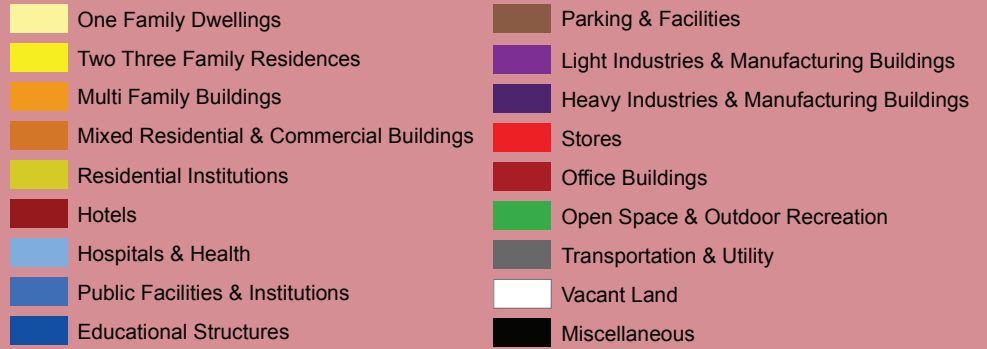 One Family Dwellings
Two Three Family Residences
Multi Family Buildings
Mixed Residential & Commercial Buildings
Residential Institutions
Hotels
Hospitals & Health
Public Facilities & Institutions
Educational Structures
Parking & Facilities
Light Industries & Manufacturing Buildings
Heavy Industries & Manufacturing Buildings
Stores
Office Buildings
Open Space & Outdoor Recreation
Transportation & Utility
Vacant Land
Miscellaneous